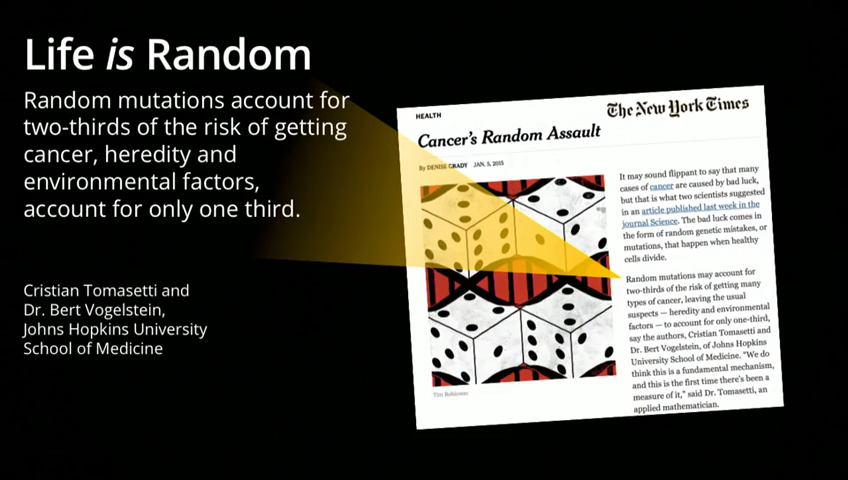 Life is Random
Random mutations account for
two-thirds of the risk of getting
cancer, heredity and
environmental factors,
account for only one third.
Cristian Tomasetti and
Dr. Bert Vogelstein,
Johns Hopkins University
School of Medicine
HEALTH
The New York Times
Cancer's Random Assault
By DENISE GRADY JAN. 5, 2015
It may sound flippant to say that many
cases of cancer are caused by bad luck,
but that is what two scientists suggested
in an article published last week in the
journal Science. The bad luck comes in
the form of random genetic mistakes, or
mutations, that happen when healthy
cells divide.
Random mutations may account for
two-thirds of the risk of getting many
types of cancer, leaving the usual
suspects — heredity and environmental
factors — to account for only one-third,
say the authors, Cristian Tomasetti and
Dr. Bert Vogelstein, of Johns Hopkins
University School of Medicine. "We do
think this is a fundamental mechanism,
and this is the first time there's been a
measure of it," said Dr. Tomasetti, an
applied mathematician.